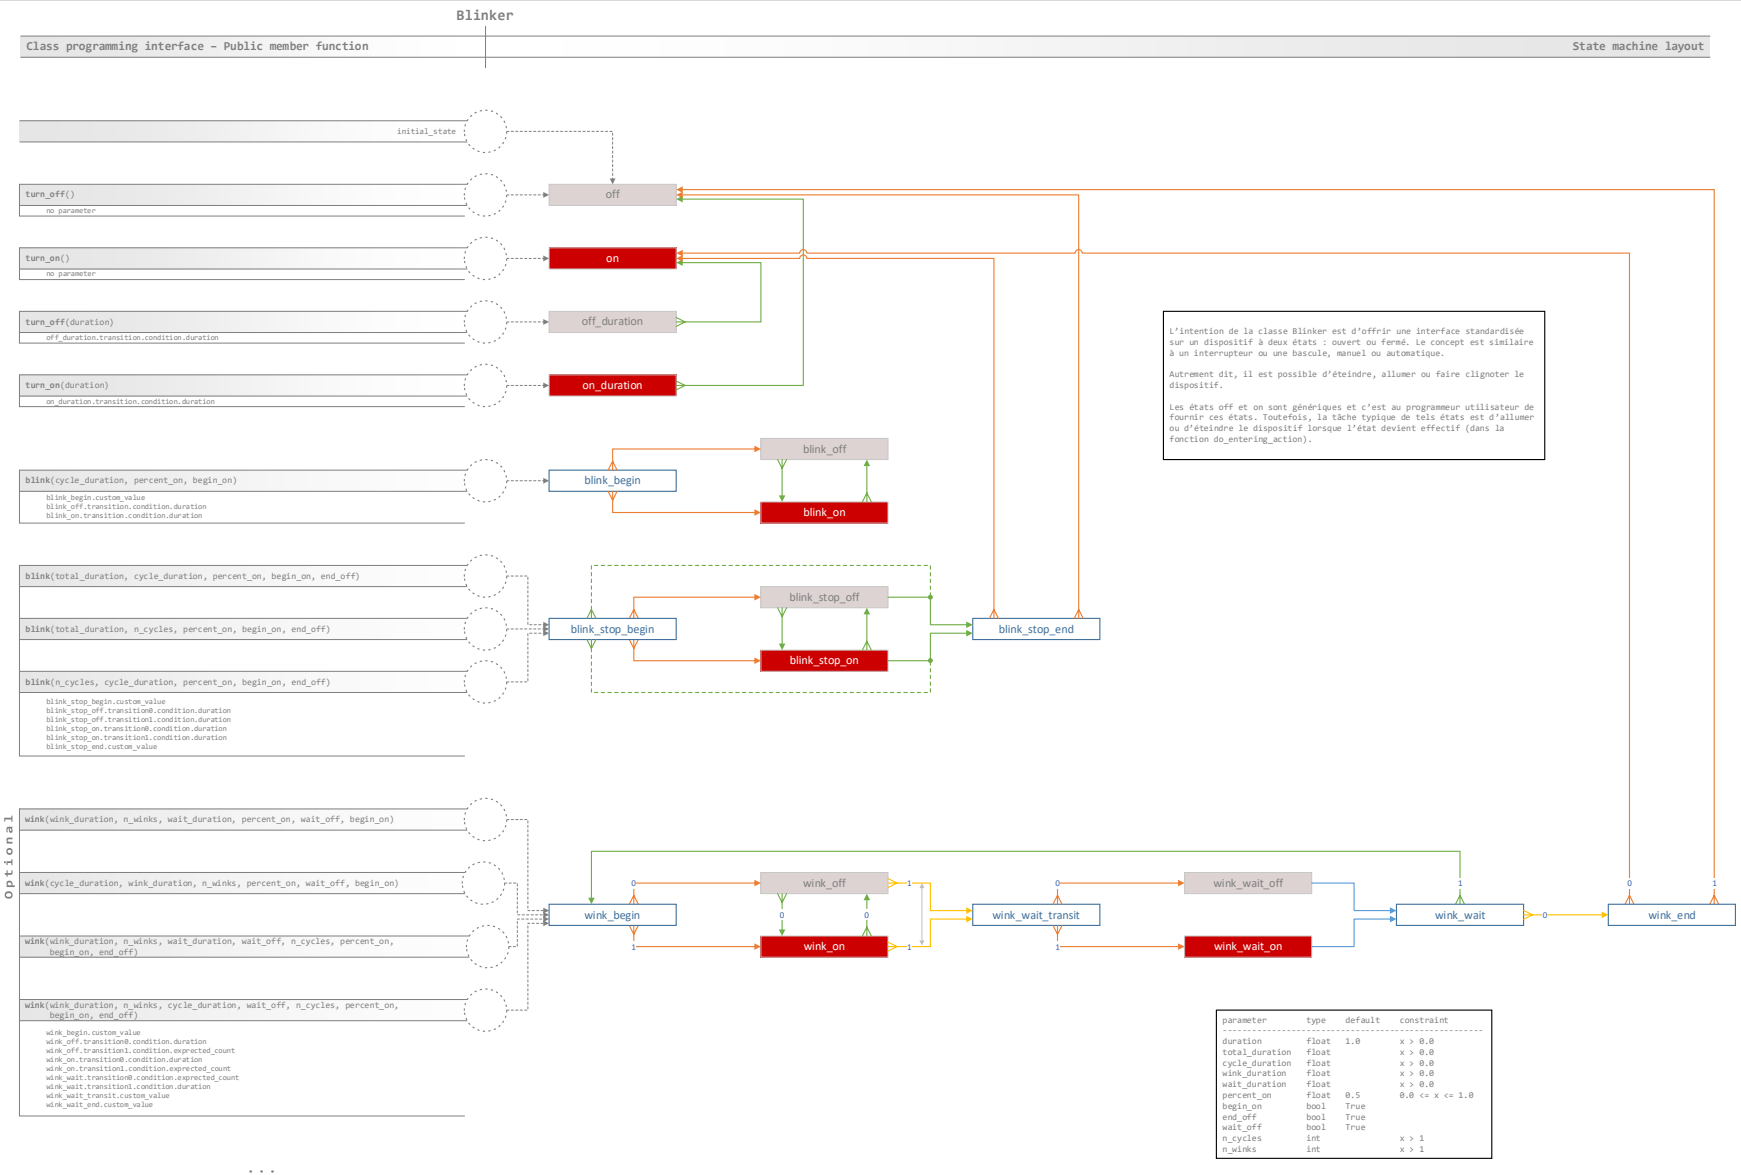 Blinker
Class programming interface – Public member function
State machine layout
initial_state
off
turn_off()
no parameter
on
turn_on()
no parameter
off_duration
turn_off(duration)
off_duration.transition.condition.duration
on_duration
turn_on(duration)
on_duration.transition.condition.duration
L’intention de la classe Blinker est d’offrir une interface standardisée
sur un dispositif à deux états : ouvert ou fermé. Le concept est similaire
à un interrupteur ou une bascule, manuel ou automatique.
Autrement dit, il est possible d’éteindre, allumer ou faire clignoter le
dispositif.
Les états off et on sont génériques et c’est au programmeur utilisateur de
fournir ces états. Toutefois, la tâche typique de tels états est d’allumer
ou d’éteindre le dispositif lorsque l’état devient effectif (dans la
fonction do_entering_action).
blink_off
blink(cycle_duration, percent_on, begin_on)
blink_begin
blink_on
blink_begin.custom_value
blink_off.transition.condition.duration
blink_on.transition.condition.duration
blink(total_duration, cycle_duration, percent_on, begin_on, end_off)
blink_stop_off
blink(total_duration, n_cycles, percent_on, begin_on, end_off)
blink_stop_begin
blink_stop_end
blink_stop_on
blink(n_cycles, cycle_duration, percent_on, begin_on, end_off)
blink_stop_begin.custom_value
blink_stop_off.transition0.condition.duration
blink_stop_off.transition1.condition.duration
blink_stop_on.transition0.condition.duration
blink_stop_on.transition1.condition.duration
blink_stop_end.custom_value
Optional
wink(wink_duration, n_winks, wait_duration, percent_on, wait_off, begin_on)
wink(cycle_duration, wink_duration, n_winks, percent_on, wait_off, begin_on)
0
wink_off
1
0
wink_wait_off
1
0
1
wink_begin
0
0
wink_wait_transit
wink_wait
0
wink_end
wink(wink_duration, n_winks, wait_duration, wait_off, n_cycles, percent_on,
begin_on, end_off)
1
wink_on
1
1
wink_wait_on
wink(wink_duration, n_winks, cycle_duration, wait_off, n_cycles, percent_on,
begin_on, end_off)
wink_begin.custom_value
wink_off.transition0.condition.duration
wink_off.transition1.condition.exprected_count
wink_on.transition0.condition.duration
wink_on.transition1.condition.exprected_count
wink_wait.transition0.condition.exprected_count
wink_wait.transition1.condition.duration
wink_wait_transit.custom_value
wink_wait_end.custom_value
parameter type default constraint
------------------------------------------------
duration float 1.0 x > 0.0
total_duration float x > 0.0
cycle_duration float x > 0.0
wink_duration float x > 0.0
wait_duration float x > 0.0
percent_on float 0.5 0.0 <= x <= 1.0
begin_on bool True
end_off bool True
wait_off bool True
n_cycles int x > 1
n_winks int x > 1
...